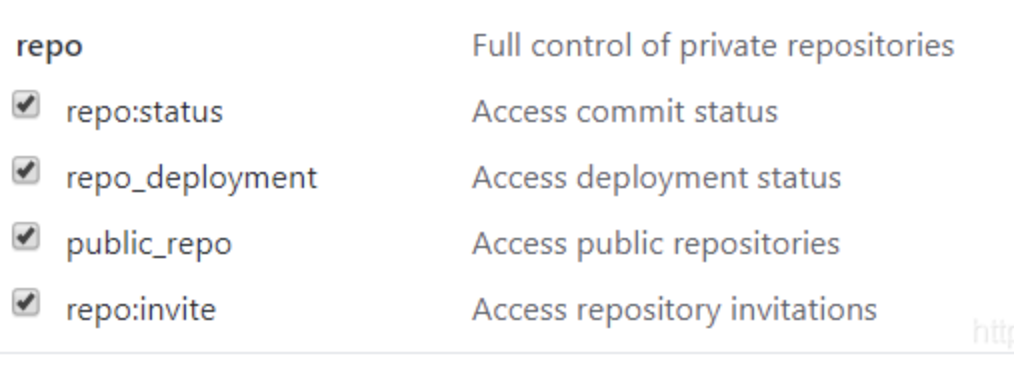 repo Full control of private repositories
repo:status Access commit status
repo_deployment Access deployment status
public_repo Access public repositories
repo:invite Access repository invitations